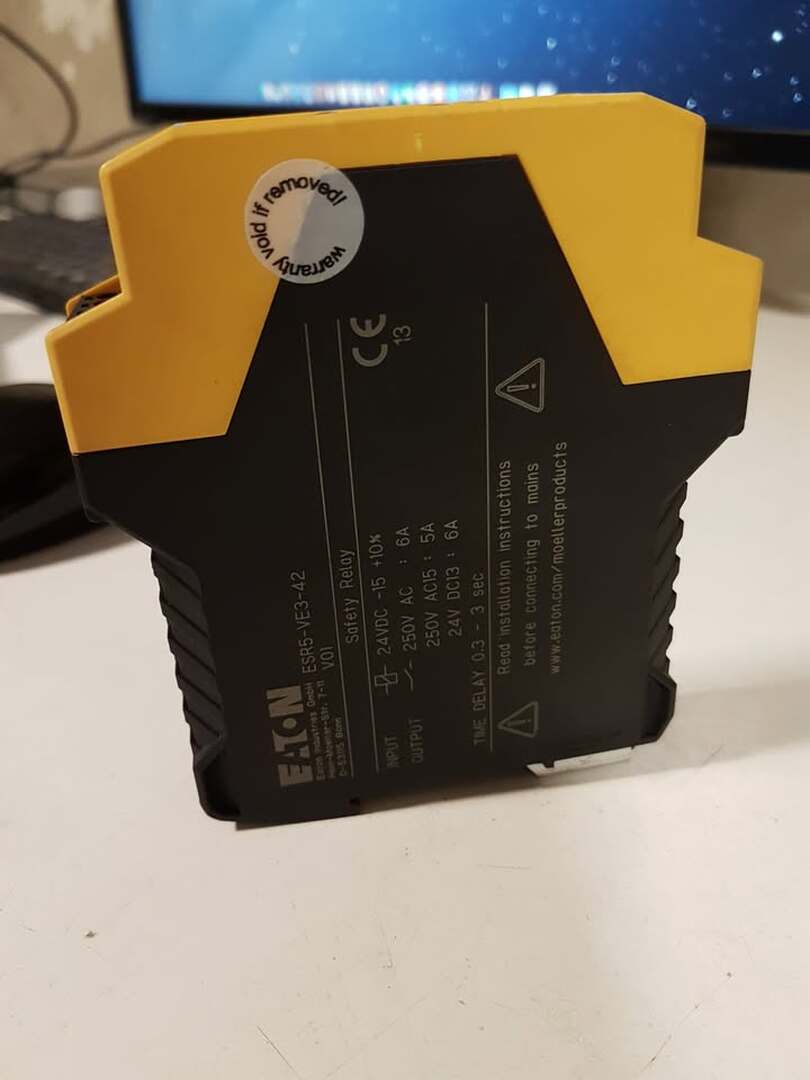 warranty void if removed!
CE
13
EATON
Eaton Industries GmbH
Hein-Moeller-Str. 7-11
D-53115 Bonn
ESR5-VE3-42
V01
Safety Relay
INPUT 24VDC -15 +10%
OUTPUT 250V AC : 6A
250V AC15 : 5A
24V DC13 : 6A
TIME DELAY 0.3 - 3 sec
Read installation instructions
before connecting to mains
www.eaton.com/moellerproducts